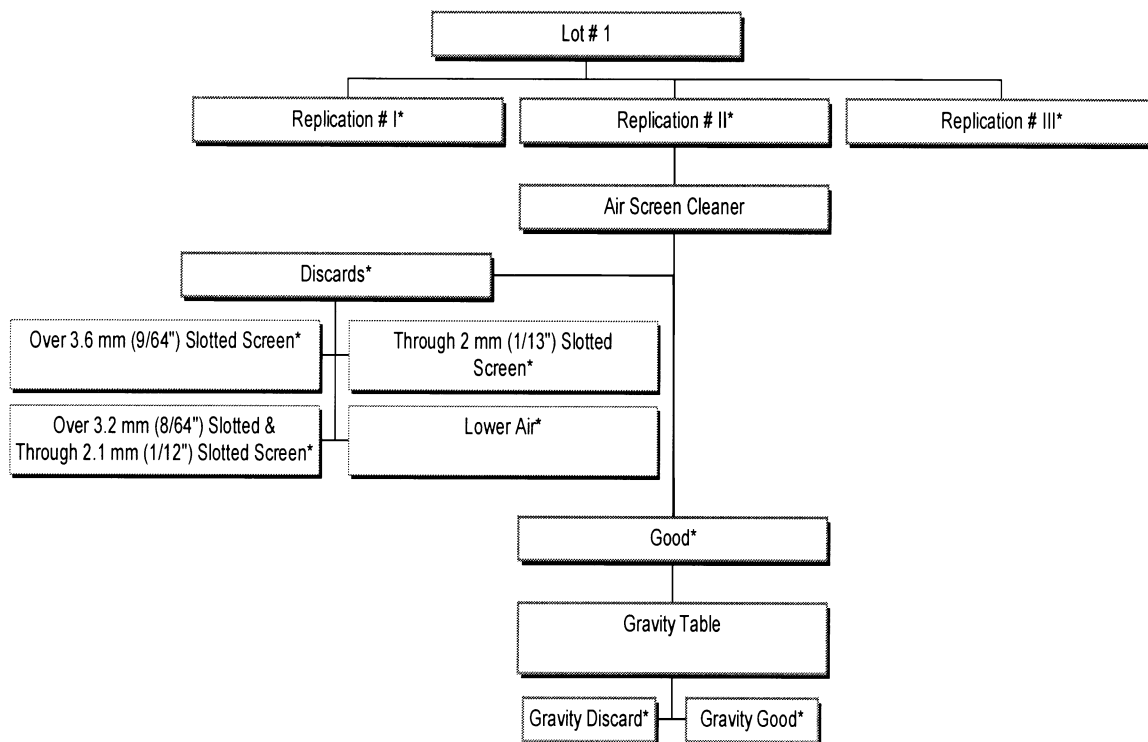 Lot # 1
Replication # I*
Replication # II*
Replication # III*
Air Screen Cleaner
Discards*
Over 3.6 mm (9/64") Slotted Screen*
Through 2 mm (1/13") Slotted
Screen*
Over 3.2 mm (8/64") Slotted &
Through 2.1 mm (1/12") Slotted Screen*
Lower Air*
Good*
Gravity Table
Gravity Discard*
Gravity Good*